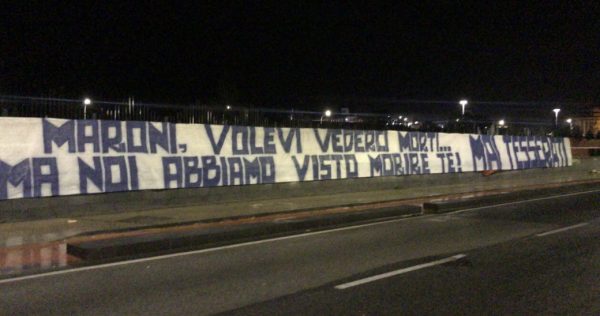 MARONI, VOLEVI VEDERCI MORTI...
MA NOI ABBIAMO VISTO MORIRE TE! MAI TESSERATI